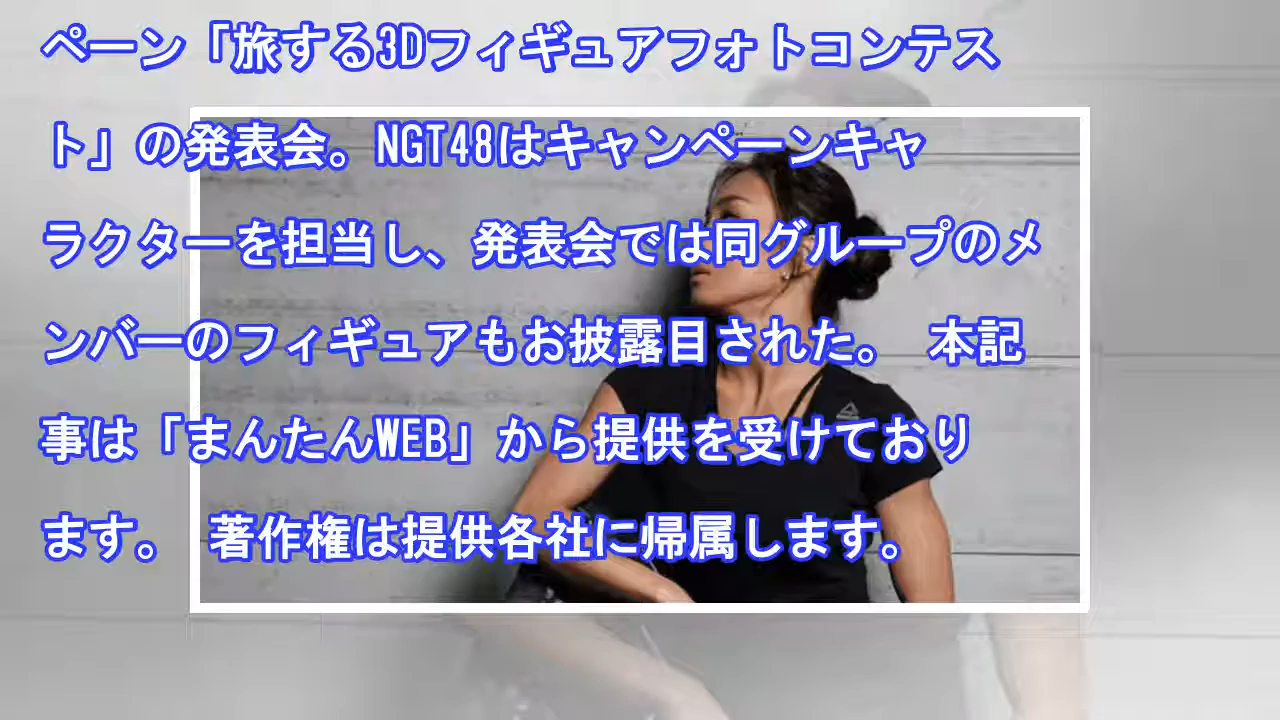 ペーン「旅する3Dフィギュアフォトコンテス
ト」の発表会。NGT48はキャンペーンキャ
ラクターを担当し、発表会では同グループのメ
ンバーのフィギュアもお披露目された。 本記
事は「まんたんWEB」から提供を受けており
ます。 著作権は提供各社に帰属します。